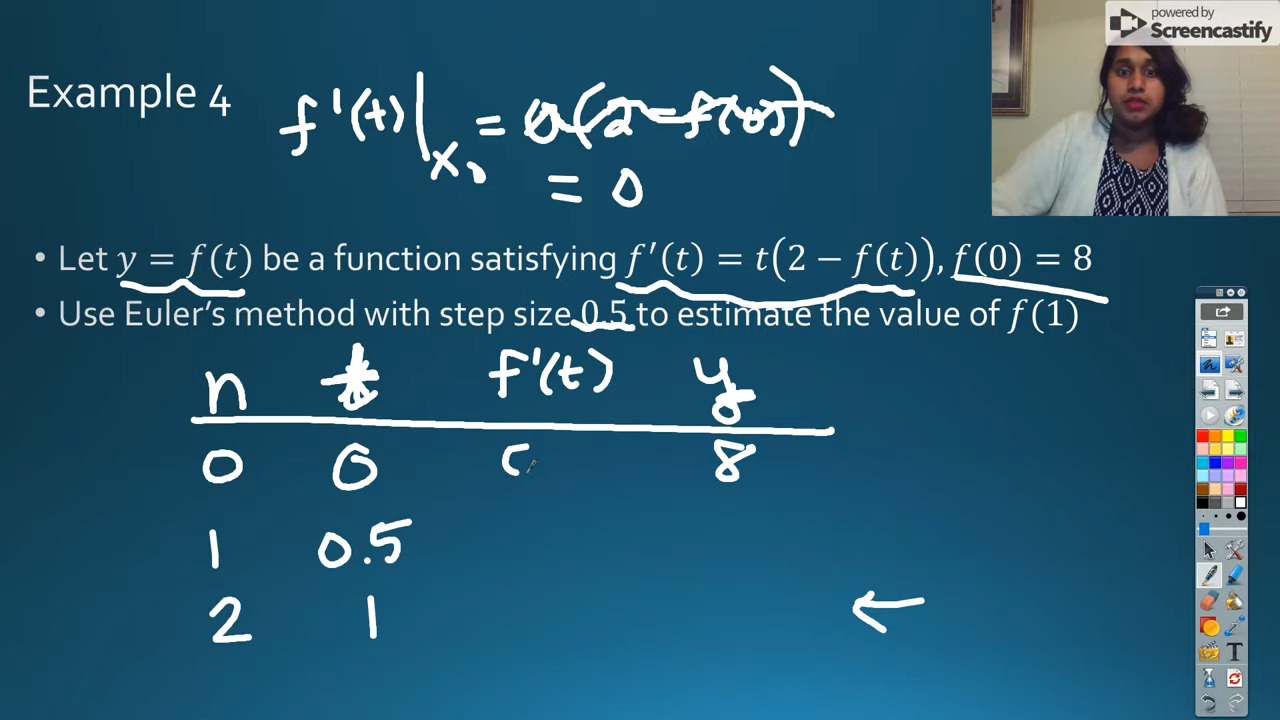 powered by
Screencastify
Example 4
f'(t)|x₀ = 0(2-f(0))
= 0
• Let y = f(t) be a function satisfying f′(t) = t(2 − f(t)), f(0) = 8
• Use Euler's method with step size 0.5 to estimate the value of f(1)
n t f'(t) y
0 0 0 8
1 0.5
2 1 ←
T